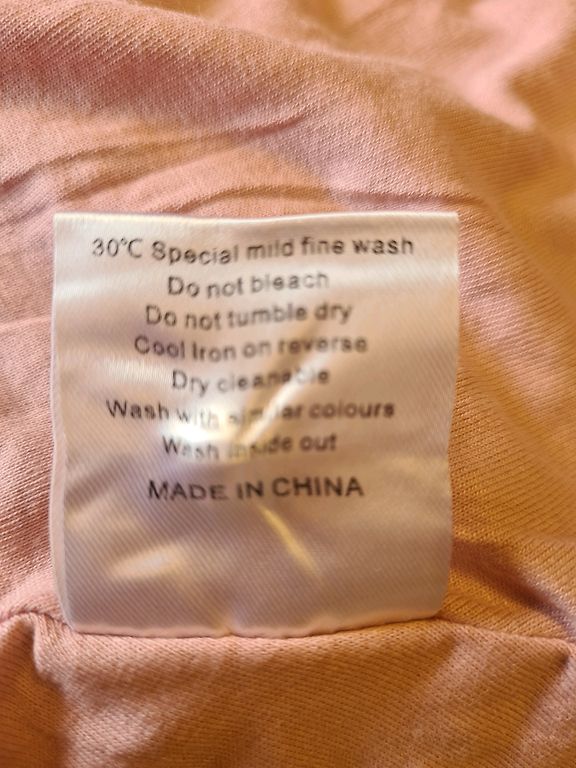 30°C Special mild fine wash
Do not bleach
Do not tumble dry
Cool Iron on reverse
Dry cleanable
Wash with similar colours
Wash inside out
MADE IN CHINA